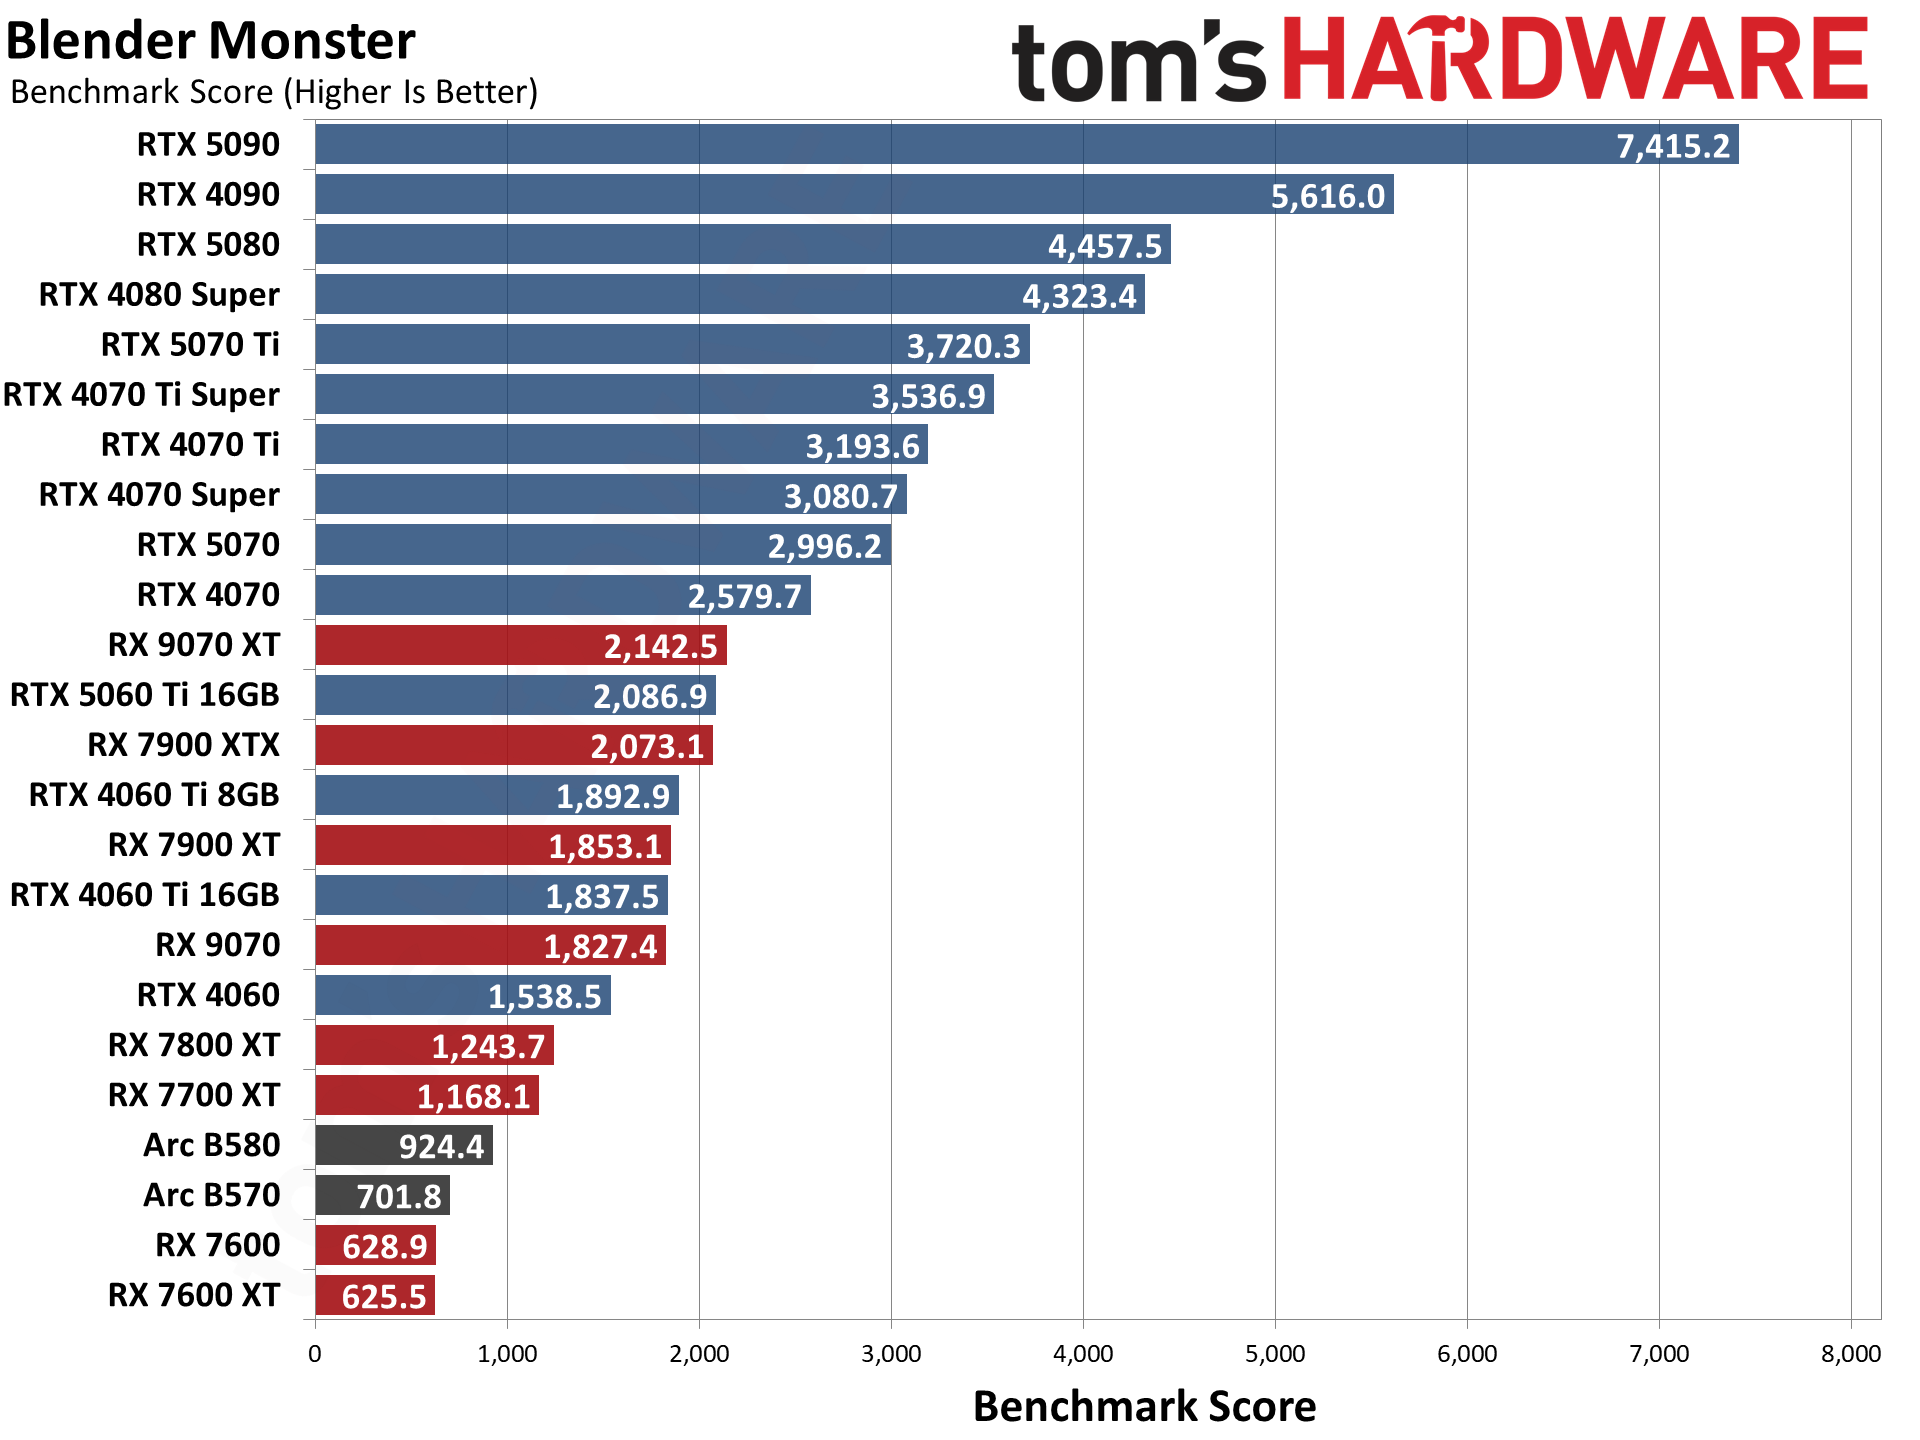 Blender Monster
Benchmark Score (Higher Is Better)
tom's HARDWARE
RTX 5090 7,415.2
RTX 4090 5,616.0
RTX 5080 4,457.5
RTX 4080 Super 4,323.4
RTX 5070 Ti 3,720.3
RTX 4070 Ti Super 3,536.9
RTX 4070 Ti 3,193.6
RTX 4070 Super 3,080.7
RTX 5070 2,996.2
RTX 4070 2,579.7
RX 9070 XT 2,142.5
RTX 5060 Ti 16GB 2,086.9
RX 7900 XTX 2,073.1
RTX 4060 Ti 8GB 1,892.9
RX 7900 XT 1,853.1
RTX 4060 Ti 16GB 1,837.5
RX 9070 1,827.4
RTX 4060 1,538.5
RX 7800 XT 1,243.7
RX 7700 XT 1,168.1
Arc B580 924.4
Arc B570 701.8
RX 7600 628.9
RX 7600 XT 625.5
0 1,000 2,000 3,000 4,000 5,000 6,000 7,000 8,000
Benchmark Score